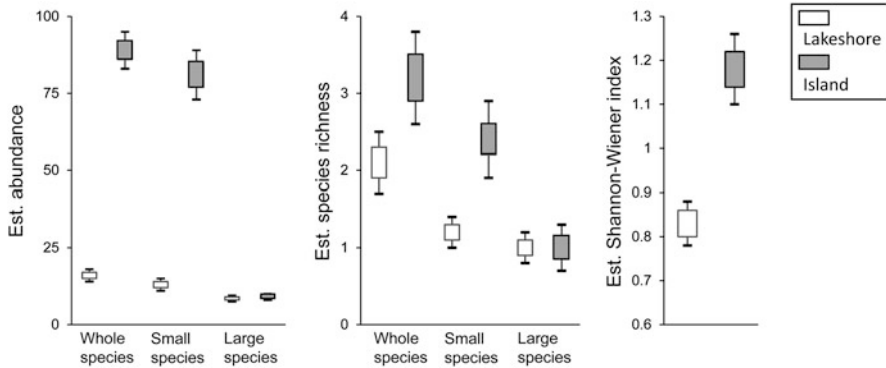 Est. abundance
100
75
50
25
0
Whole species
Small species
Large species
Est. species richness
4
3
2
1
0
Whole species
Small species
Large species
Est. Shannon-Wiener index
1.3
1.2
1.1
1
0.9
0.8
0.7
0.6
Lakeshore
Island